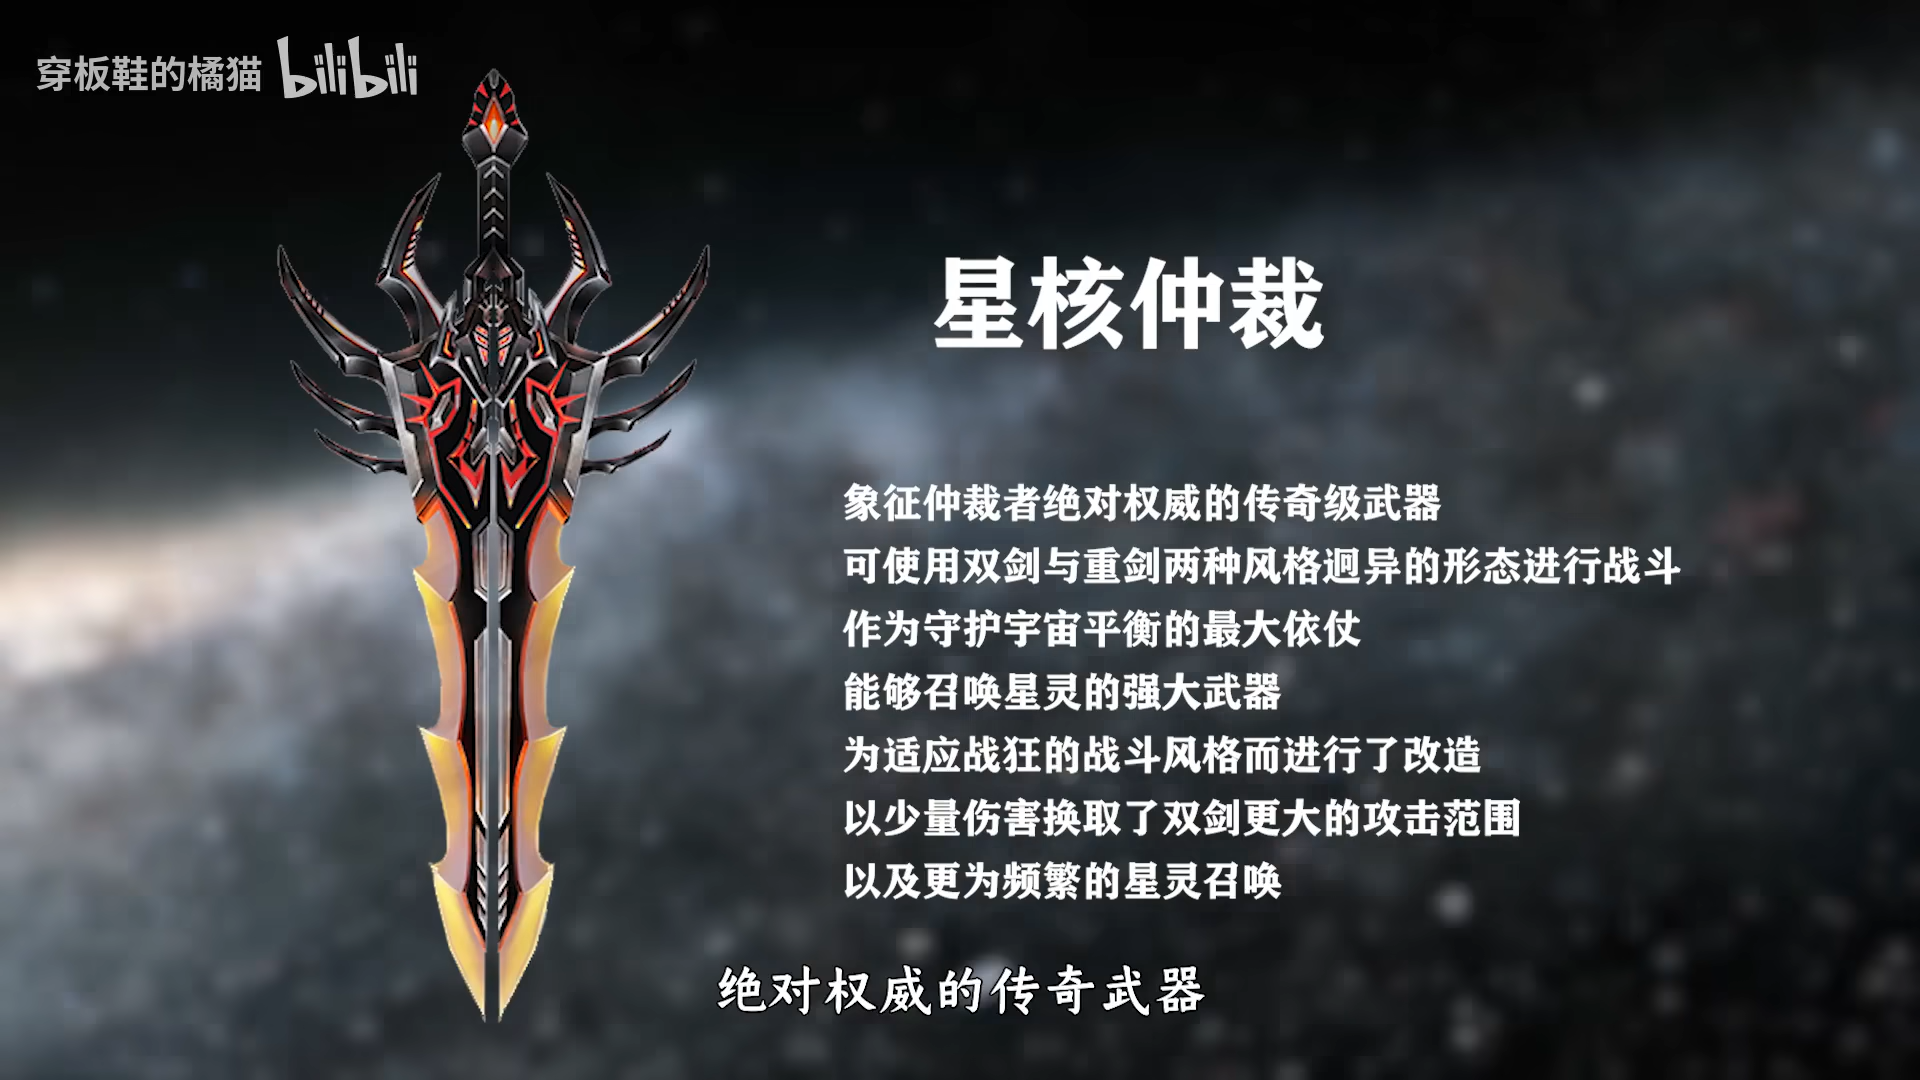 穿板鞋的橘猫 bilibili
星核仲裁
象征仲裁者绝对权威的传奇级武器
可使用双剑与重剑两种风格迥异的形态进行战斗
作为守护宇宙平衡的最大依仗
能够召唤星灵的强大武器
为适应战狂的战斗风格而进行了改造
以少量伤害换取了双剑更大的攻击范围
以及更为频繁的星灵召唤
绝对权威的传奇武器